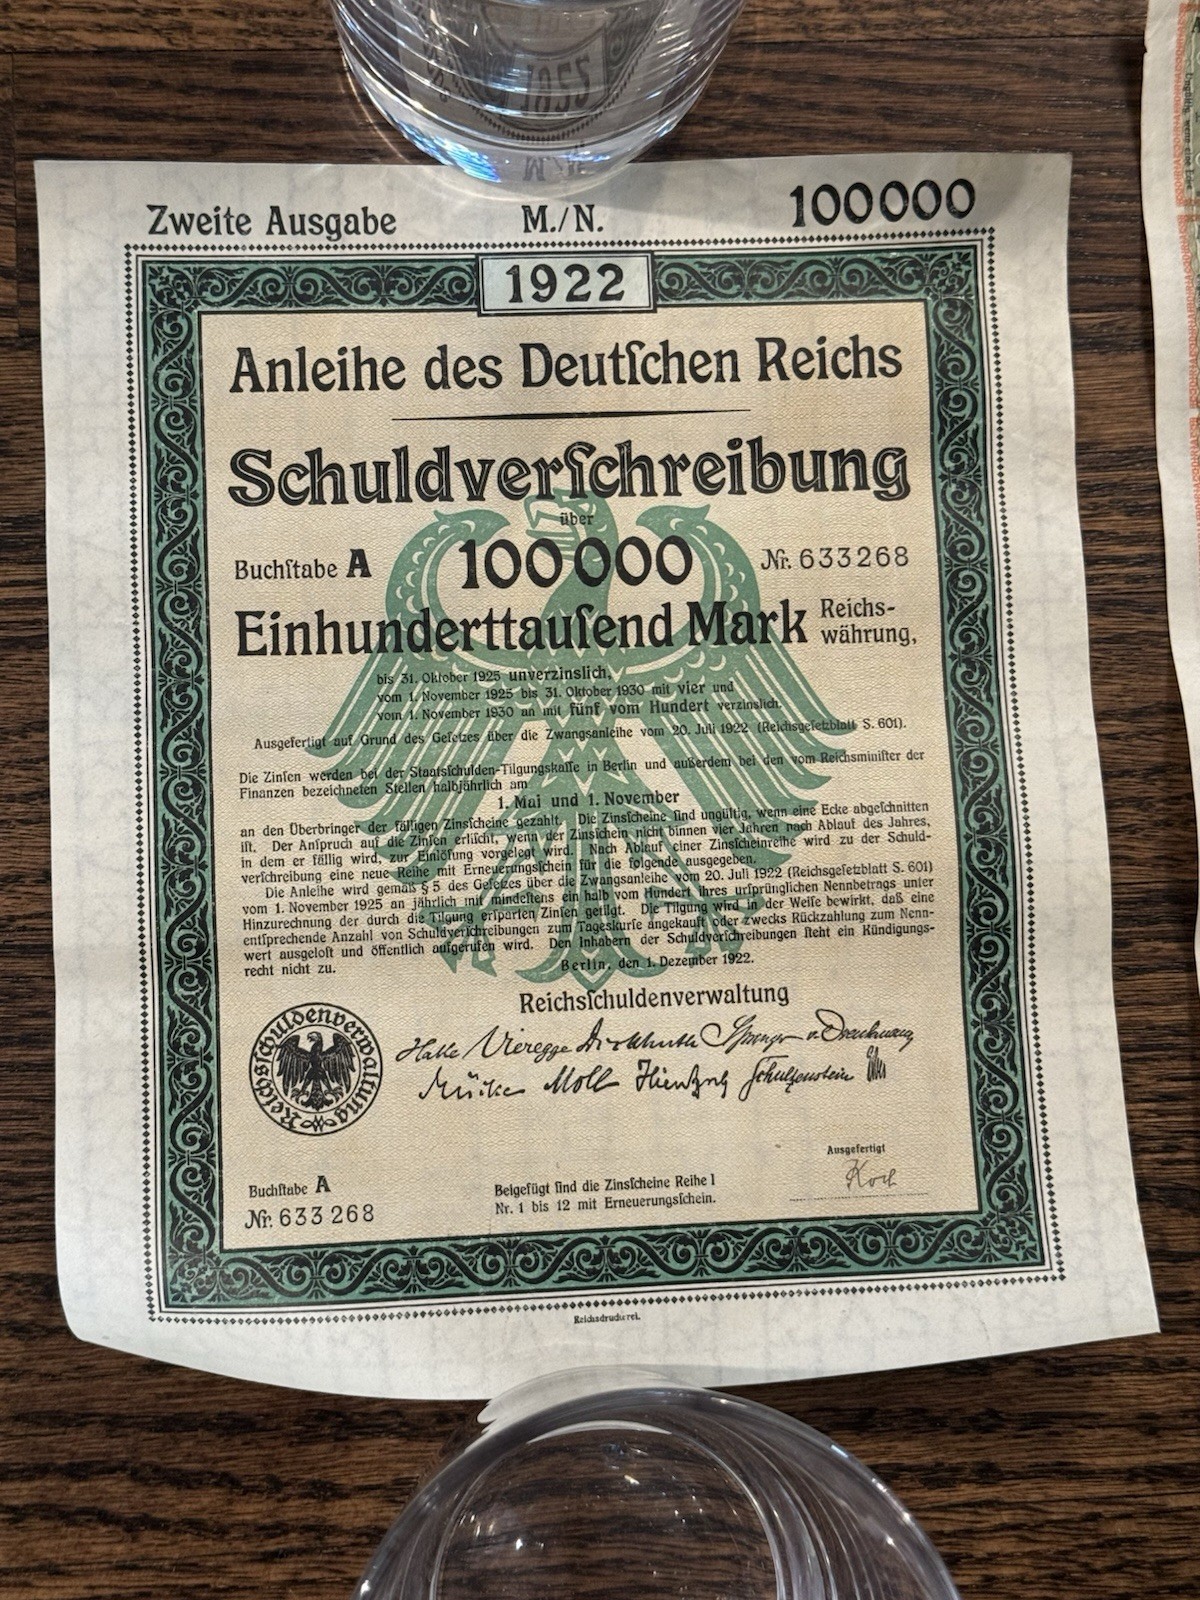 Zweite Ausgabe M./N. 100000
1922
Anleihe des Deutſchen Reichs
Schuldverſchreibung
über
Buchſtabe A 100000 Nr. 633268
Einhunderttauſend Mark Reichs-
währung,
bis 31. Oktober 1925 unverzinslich,
vom 1. November 1925 bis 31. Oktober 1930 mit vier und
vom 1. November 1930 an mit fünf vom Hundert verzinslich.
Ausgefertigt auf Grund des Geſetzes über die Zwangsanleihe vom 20. Juli 1922 (Reichsgeſetzblatt S. 601).
Die Zinſen werden bei der Staatsſchulden-Tilgungskaſſe in Berlin und außerdem bei den vom Reichsminiſter der
Finanzen bezeichneten Stellen halbjährlich am
1. Mai und 1. November
an den Überbringer der fälligen Zinsſcheine gezahlt. Die Zinsſcheine ſind ungültig, wenn eine Ecke abgeſchnitten
iſt. Der Anſpruch auf die Zinſen erliſcht, wenn der Zinsſchein nicht binnen vier Jahren nach Ablauf des Jahres,
in dem er fällig wird, zur Einlöſung vorgelegt wird. Nach Ablauf einer Zinsſcheinreihe wird zu der Schuld-
verſchreibung eine neue Reihe mit Erneuerungsſchein für die folgende ausgegeben.
Die Anleihe wird gemäß § 5 des Geſetzes über die Zwangsanleihe vom 20. Juli 1922 (Reichsgeſetzblatt S. 601)
vom 1. November 1925 an jährlich mit mindeſtens ein halb vom Hundert ihres urſprünglichen Nennbetrags unter
Hinzurechnung der durch die Tilgung erſparten Zinſen getilgt. Die Tilgung wird in der Weiſe bewirkt, daß eine
entſprechende Anzahl von Schuldverſchreibungen zum Tageskurſe angekauft oder zwecks Rückzahlung zum Nenn-
wert ausgeloſt und öffentlich aufgerufen wird. Den Inhabern der Schuldverſchreibungen ſteht ein Kündigungs-
recht nicht zu.
Berlin, den 1. Dezember 1922.
Reichsſchuldenverwaltung
Reichsſchuldenverwaltung
Halle Vieregge Springer
Mücke Moll Schulzenstein
Ausgefertigt
Koch
Buchſtabe A
Nr. 633268
Beigefügt ſind die Zinsſcheine Reihe I
Nr. 1 bis 12 mit Erneuerungsſchein.
Reichsdruckerei.